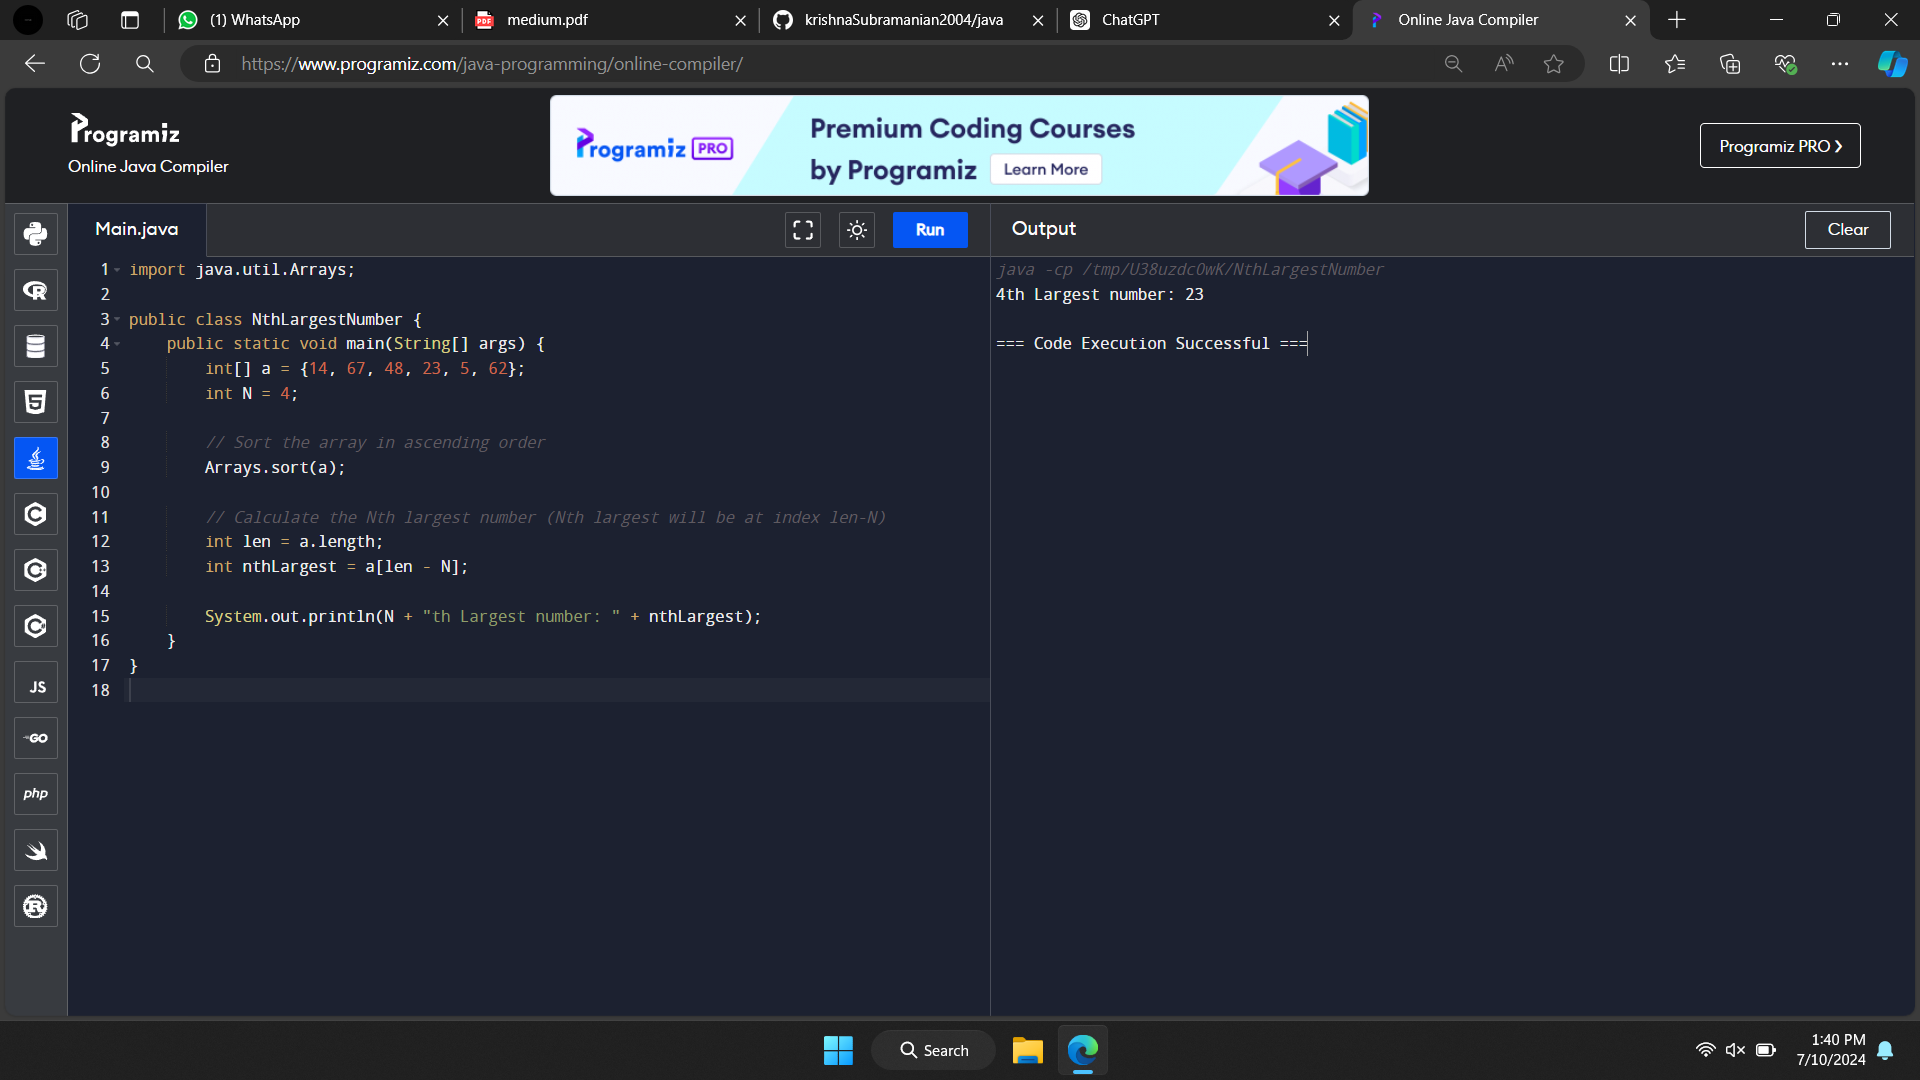 (1) WhatsApp
medium.pdf
krishnaSubramanian2004/java
ChatGPT
Online Java Compiler
https://www.programiz.com/java-programming/online-compiler/
Programiz
Online Java Compiler
Programiz PRO
Premium Coding Courses
by Programiz Learn More
Programiz PRO ❯
Main.java
Run
Output
Clear
1 import java.util.Arrays;
2
3 public class NthLargestNumber {
4 public static void main(String[] args) {
5 int[] a = {14, 67, 48, 23, 5, 62};
6 int N = 4;
7
8 // Sort the array in ascending order
9 Arrays.sort(a);
10
11 // Calculate the Nth largest number (Nth largest will be at index len-N)
12 int len = a.length;
13 int nthLargest = a[len - N];
14
15 System.out.println(N + "th Largest number: " + nthLargest);
16 }
17 }
18
java -cp /tmp/U38uzdcOwK/NthLargestNumber
4th Largest number: 23
=== Code Execution Successful ===
R
5
C
C
C
JS
GO
php
R
Search
1:40 PM
7/10/2024